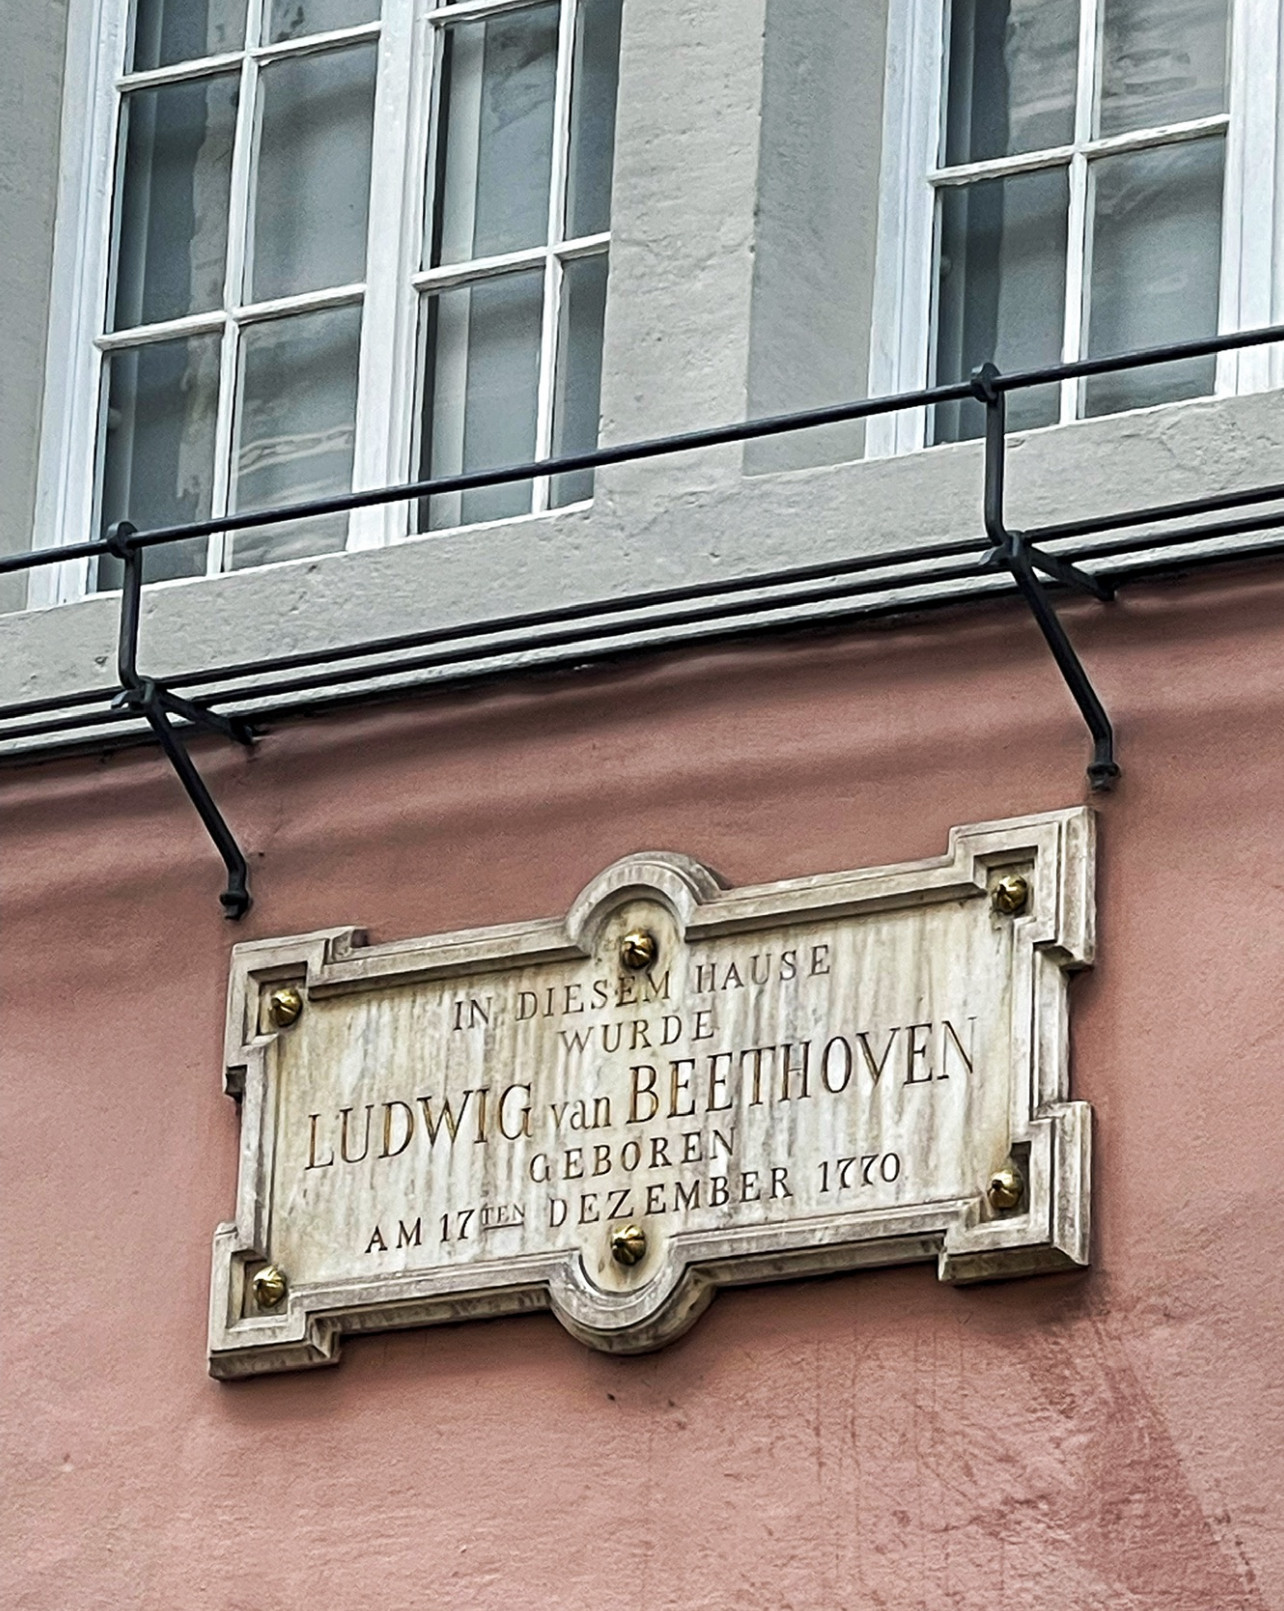 IN DIESEM HAUSE
WURDE
LUDWIG van BEETHOVEN
GEBOREN
AM 17TEN DEZEMBER 1770